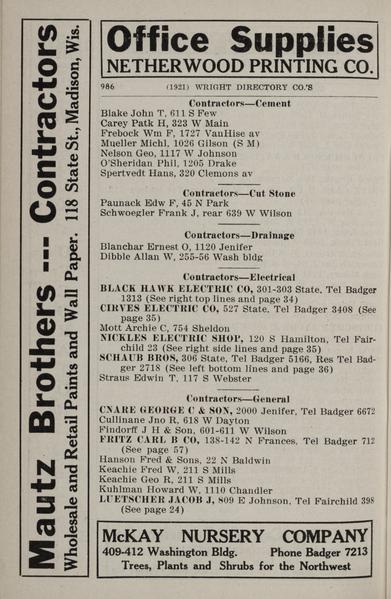 Office Supplies
NETHERWOOD PRINTING CO.
Mautz Brothers --- Contractors
Wholesale and Retail Paints and Wall Paper. 118 State St., Madison, Wis.
986 (1921) WRIGHT DIRECTORY CO.'S
Contractors—Cement
Blake John T, 611 S Few
Carey Patk H, 323 W Main
Frebock Wm F, 1727 VanHise av
Mueller Michl, 1026 Gilson (S M)
Nelson Geo, 1117 W Johnson
O'Sheridan Phil, 1205 Drake
Spertvedt Hans, 320 Clemons av
Contractors—Cut Stone
Paunack Edw F, 45 N Park
Schwoegler Frank J, rear 639 W Wilson
Contractors—Drainage
Blanchar Ernest O, 1120 Jenifer
Dibble Allan W, 255-56 Wash bldg
Contractors—Electrical
BLACK HAWK ELECTRIC CO, 301-303 State, Tel Badger
1313 (See right top lines and page 34)
CIRVES ELECTRIC CO, 527 State, Tel Badger 3408 (See
page 35)
Mott Archie C, 754 Sheldon
NICKLES ELECTRIC SHOP, 120 S Hamilton, Tel Fair-
child 23 (See right side lines and page 35)
SCHAUB BROS, 306 State, Tel Badger 5166, Res Tel Bad-
ger 2718 (See left bottom lines and page 36)
Straus Edwin T, 117 S Webster
Contractors—General
CNARE GEORGE C & SON, 2000 Jenifer, Tel Badger 6672
Cullinane Jno R, 618 W Dayton
Findorff J H & Son, 601-611 W Wilson
FRITZ CARL B CO, 138-142 N Frances, Tel Badger 712
(See page 57)
Hanson Fred & Sons, 22 N Baldwin
Keachie Fred W, 211 S Mills
Keachie Geo R, 211 S Mills
Kuhlman Howard W, 1110 Chandler
LUETSCHER JACOB J, 809 E Johnson, Tel Fairchild 398
(See page 24)
McKAY NURSERY COMPANY
409-412 Washington Bldg. Phone Badger 7213
Trees, Plants and Shrubs for the Northwest